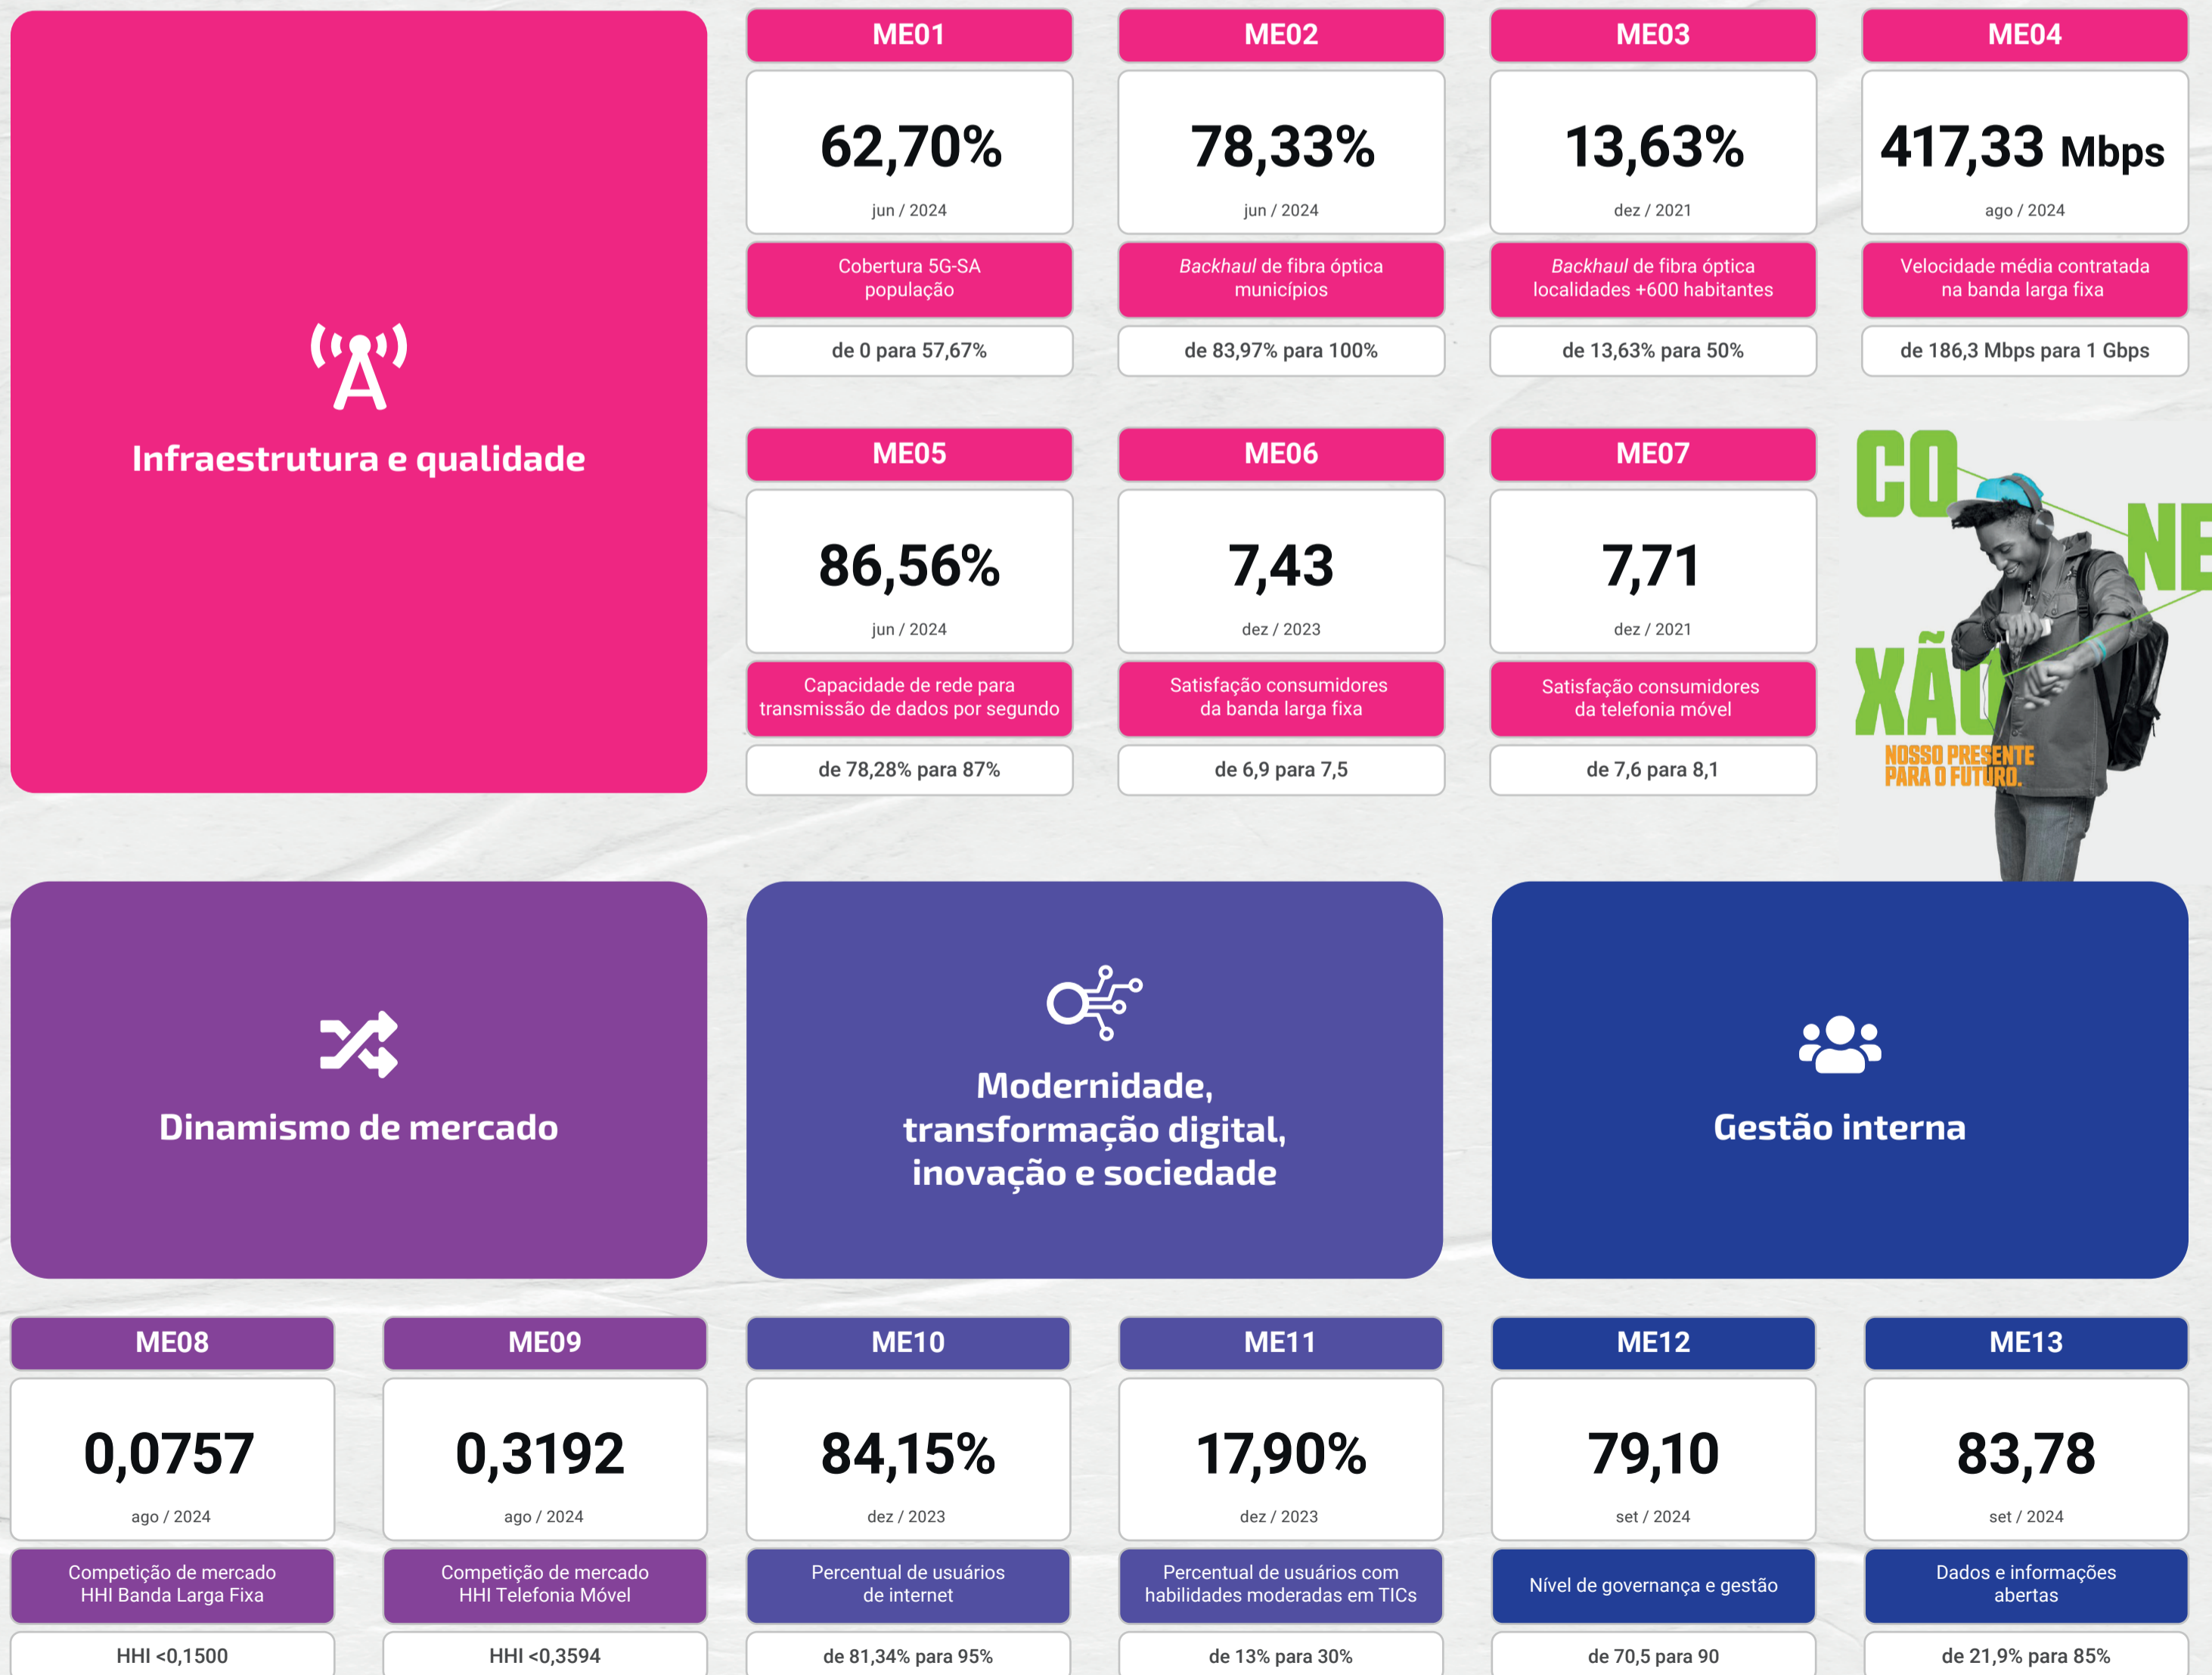 Infraestrutura e qualidade
ME01
62,70%
jun / 2024
Cobertura 5G-SA
população
de 0 para 57,67%
ME02
78,33%
jun / 2024
Backhaul de fibra óptica
municípios
de 83,97% para 100%
ME03
13,63%
dez / 2021
Backhaul de fibra óptica
localidades +600 habitantes
de 13,63% para 50%
ME04
417,33 Mbps
ago / 2024
Velocidade média contratada
na banda larga fixa
de 186,3 Mbps para 1 Gbps
ME05
86,56%
jun / 2024
Capacidade de rede para
transmissão de dados por segundo
de 78,28% para 87%
ME06
7,43
dez / 2023
Satisfação consumidores
da banda larga fixa
de 6,9 para 7,5
ME07
7,71
dez / 2021
Satisfação consumidores
da telefonia móvel
de 7,6 para 8,1
CO
NE
XÃO
NOSSO PRESENTE
PARA O FUTURO.
Dinamismo de mercado
Modernidade,
transformação digital,
inovação e sociedade
Gestão interna
ME08
0,0757
ago / 2024
Competição de mercado
HHI Banda Larga Fixa
HHI <0,1500
ME09
0,3192
ago / 2024
Competição de mercado
HHI Telefonia Móvel
HHI <0,3594
ME10
84,15%
dez / 2023
Percentual de usuários
de internet
de 81,34% para 95%
ME11
17,90%
dez / 2023
Percentual de usuários com
habilidades moderadas em TICs
de 13% para 30%
ME12
79,10
set / 2024
Nível de governança e gestão
de 70,5 para 90
ME13
83,78
set / 2024
Dados e informações
abertas
de 21,9% para 85%